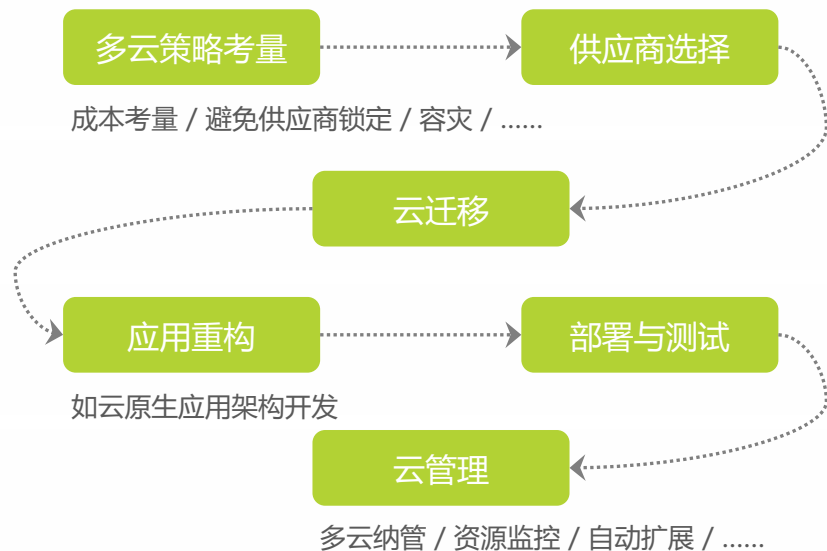 多云策略考量
供应商选择
成本考量 / 避免供应商锁定 / 容灾 / ......
云迁移
应用重构
部署与测试
如云原生应用架构开发
云管理
多云纳管 / 资源监控 / 自动扩展 / ......